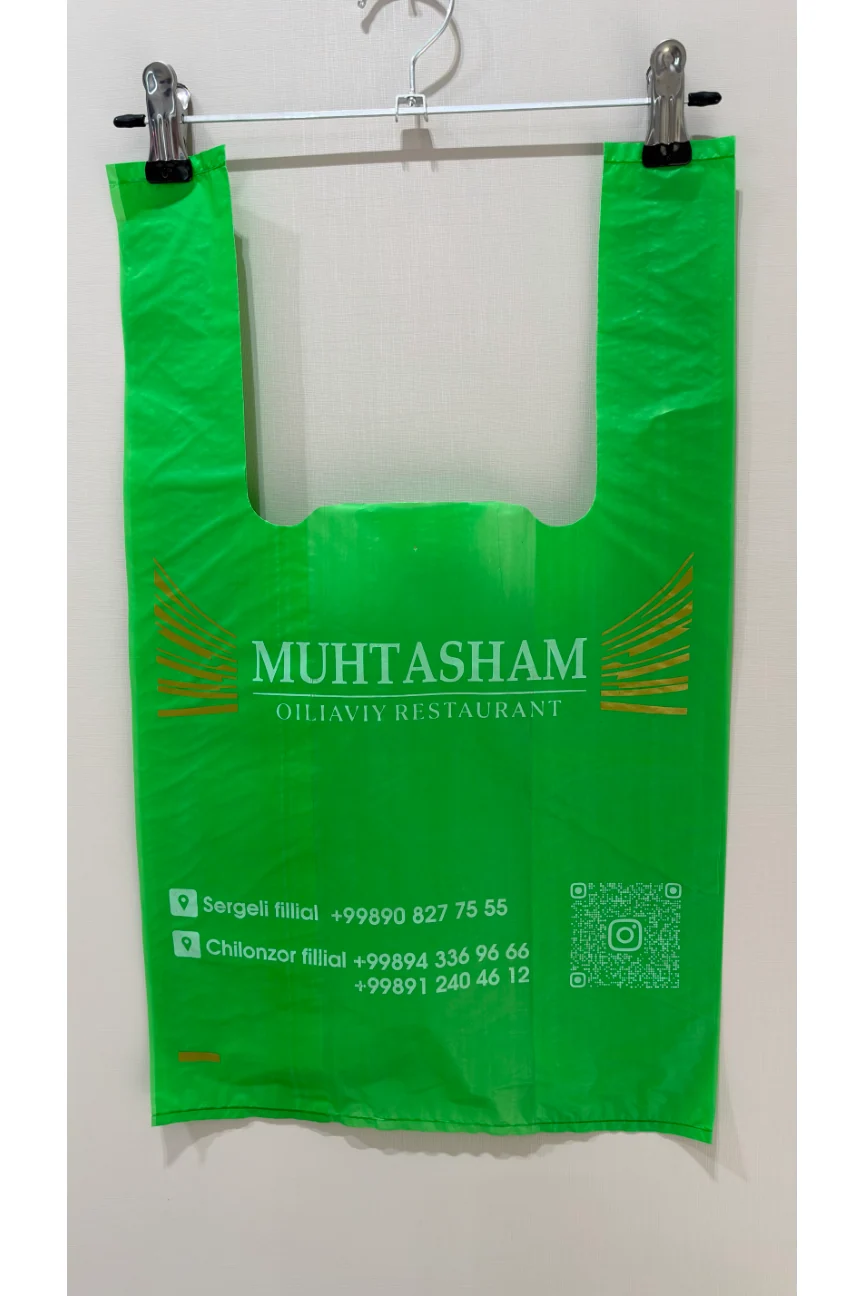 MUHTASHAM
OILIAVIY RESTAURANT
Sergeli fillial +99890 827 75 55
Chilonzor fillial +99894 336 96 66
+99891 240 46 12